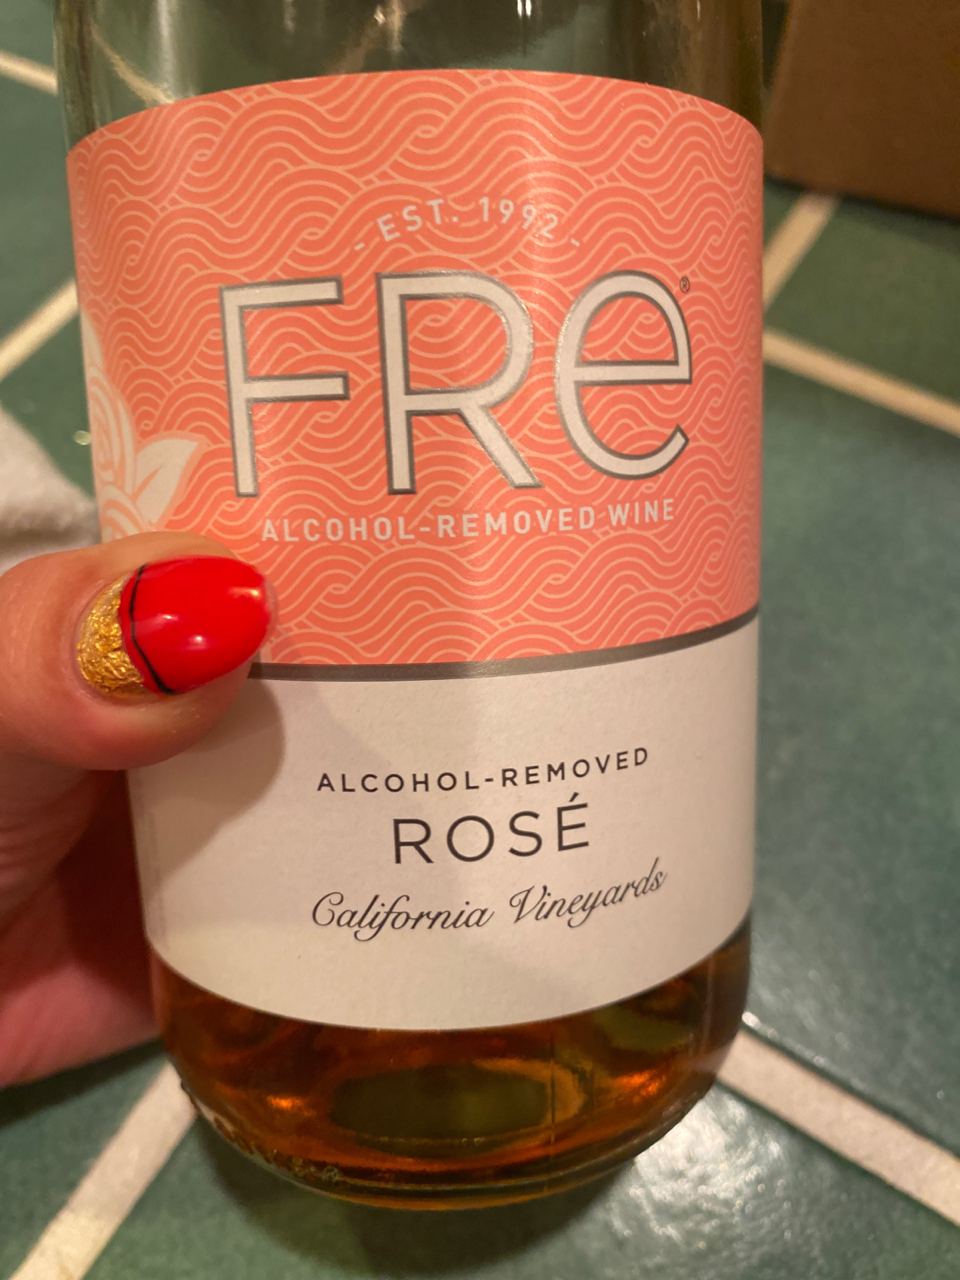 - EST. 1992 -
FRe®
ALCOHOL-REMOVED WINE
ALCOHOL-REMOVED
ROSÉ
California Vineyards